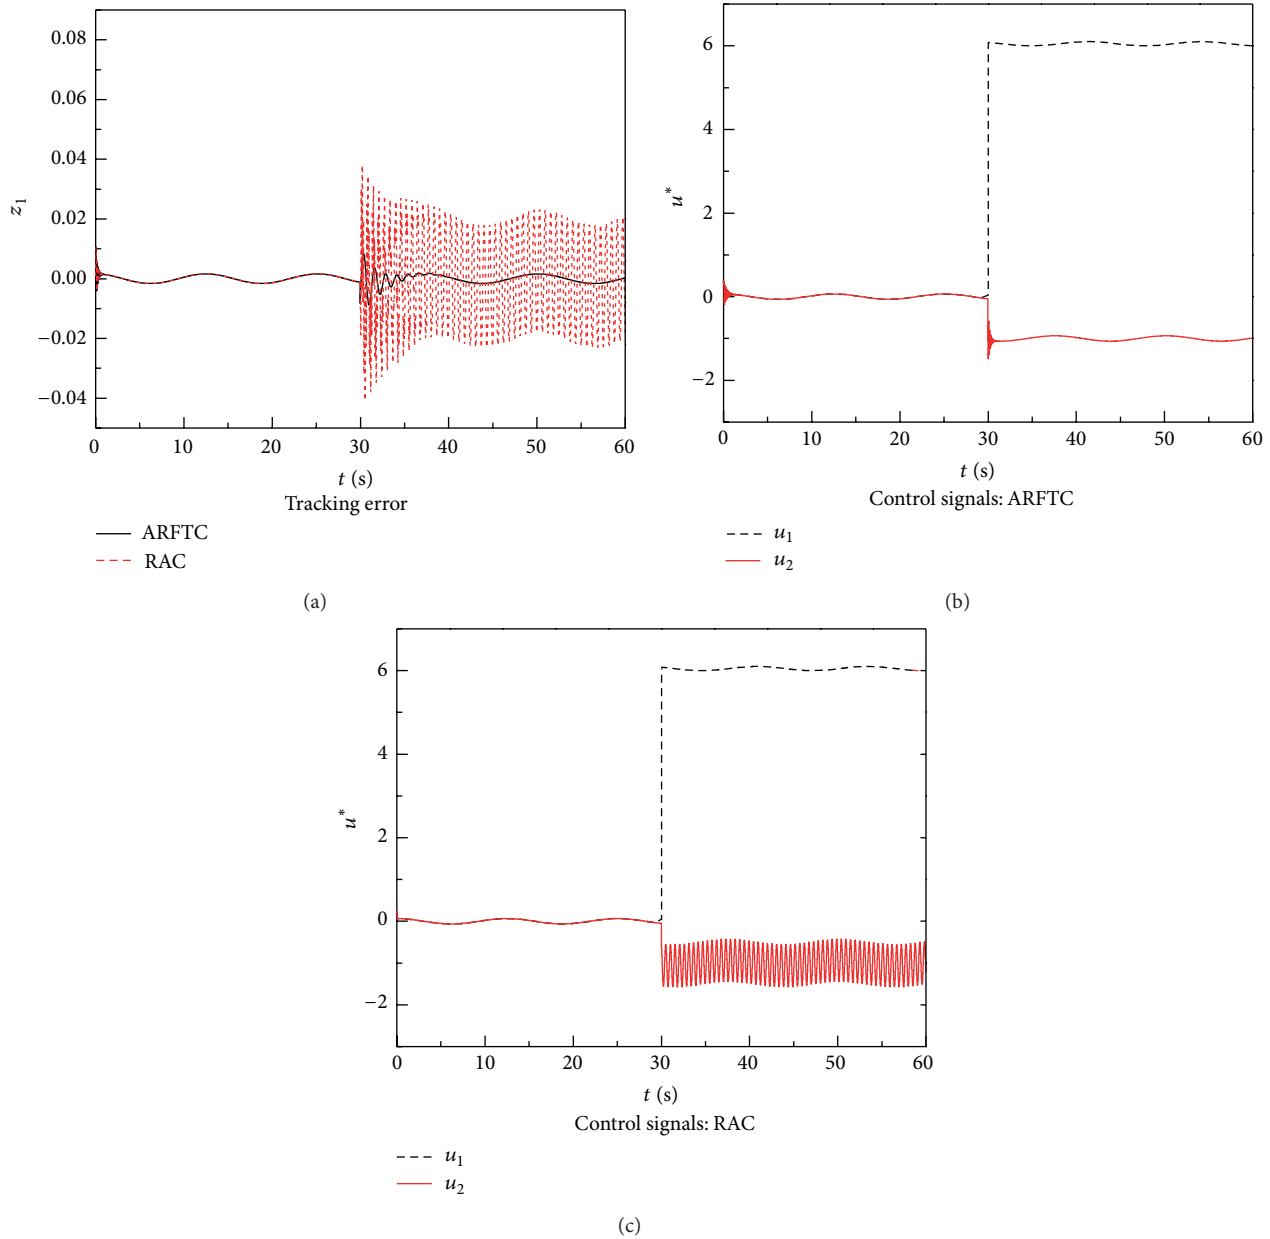 0.08
0.06
0.04
0.02
0.00
−0.02
−0.04
z1
0 10 20 30 40 50 60
t (s)
Tracking error
ARFTC
RAC
(a)
6
4
2
0
−2
u*
0 10 20 30 40 50 60
t (s)
Control signals: ARFTC
u1
u2
(b)
6
4
2
0
−2
u*
0 10 20 30 40 50 60
t (s)
Control signals: RAC
u1
u2
(c)